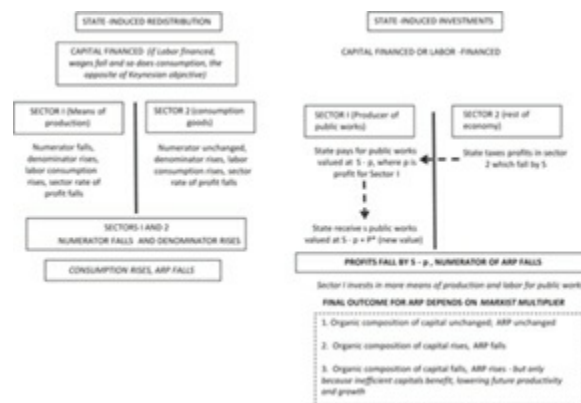 STATE-INDUCED REDISTRIBUTION
CAPITAL FINANCED (if Labor financed,
wages fall and so does consumption, the
opposite of Keynesian objective)
SECTOR I (Means of
production)
SECTOR 2 (consumption
goods)
Numerator falls,
denominator rises,
labor consumption
rises, sector rate of
profit falls
Numerator unchanged,
denominator rises, labor
consumption rises, sector
rate of profit falls
SECTORS I AND 2
NUMERATOR FALLS AND DENOMINATOR RISES
CONSUMPTION RISES, ARP FALLS
STATE-INDUCED INVESTMENTS
CAPITAL FINANCED OR LABOR -FINANCED
SECTOR I (Producer of
public works)
SECTOR 2 (rest of
economy)
State pays for public works
valued at S - p, where p is
profit for Sector I
State taxes profits in sector
2 which fall by S
State receive s public works
valued at S - p + P* (new value)
PROFITS FALL BY S - p, NUMERATOR OF ARP FALLS
Sector I invests in more means of production and labor for public work
FINAL OUTCOME FOR ARP DEPENDS ON MARXIST MULTIPLIER
1. Organic composition of capital unchanged, ARP unchanged
2. Organic composition of capital rises, ARP falls
3. Organic composition of capital falls, ARP rises - but only
because inefficient capitals benefit, lowering future productivity
and growth